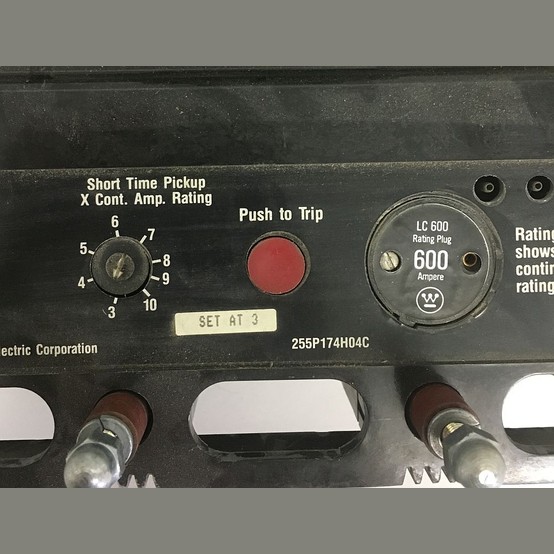 Short Time Pickup
X Cont. Amp. Rating
6
5 7
4 8
9
3 10
Push to Trip
SET AT 3
LC 600
Rating Plug
600
Ampere
W
Rating
shows
contin
rating
lectric Corporation
255P174H04C